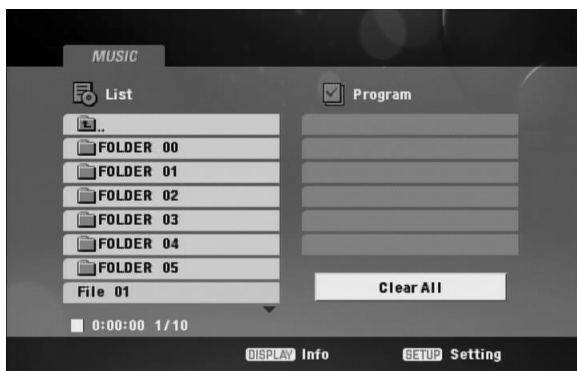 MUSIC
List
..
FOLDER 00
FOLDER 01
FOLDER 02
FOLDER 03
FOLDER 04
FOLDER 05
File 01
0:00:00 1/10
Program
Clear All
DISPLAY Info
SETUP Setting